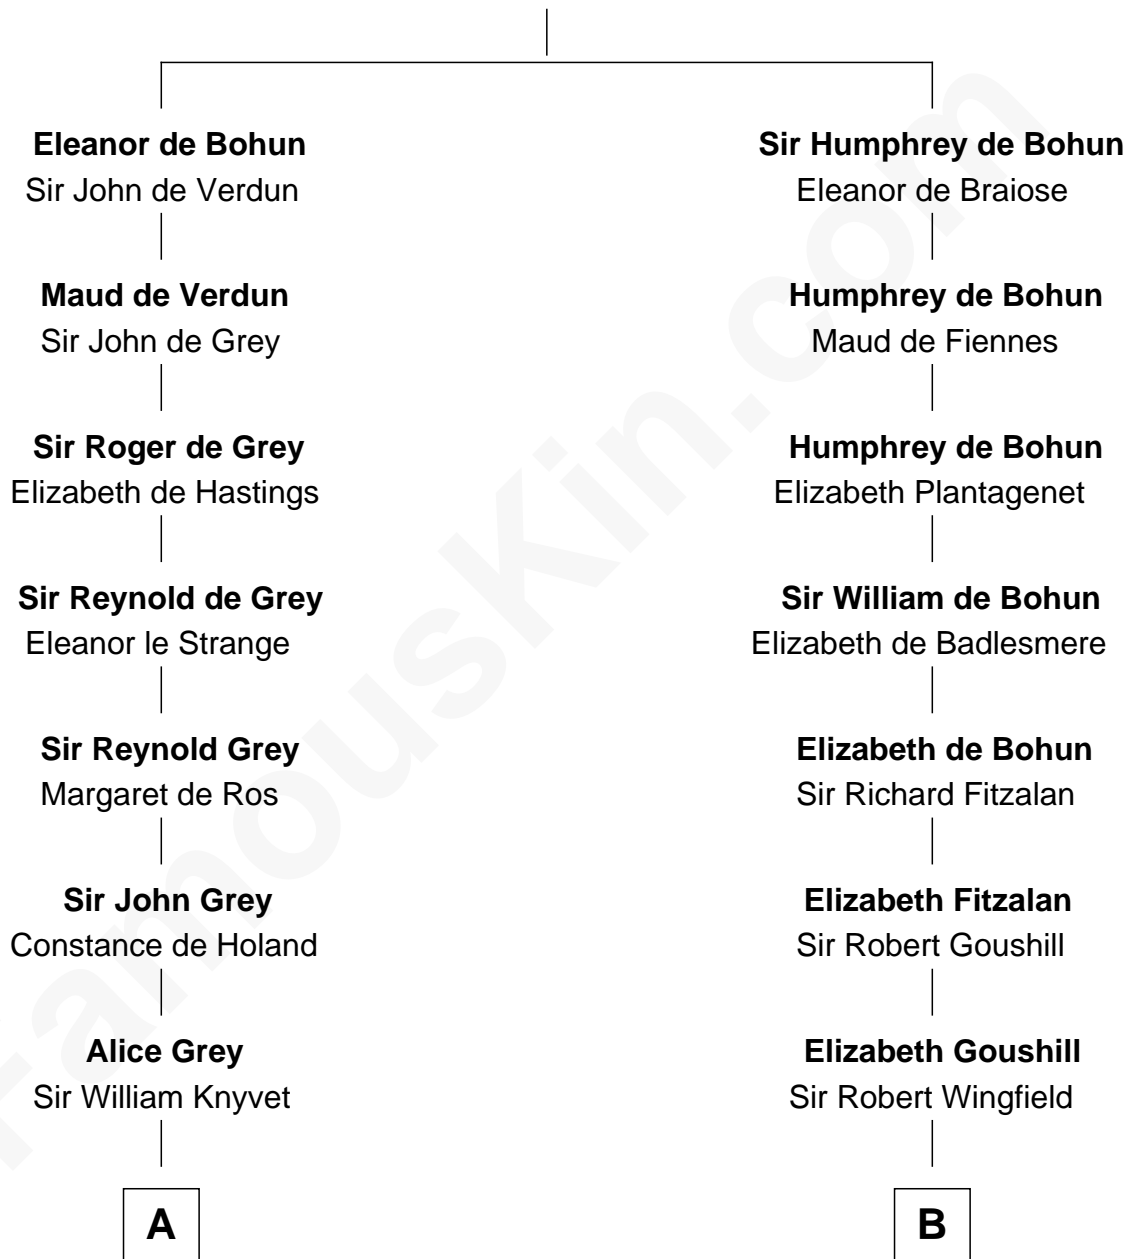 Eleanor de Bohun
Sir John de Verdun
Maud de Verdun
Sir John de Grey
Sir Roger de Grey
Elizabeth de Hastings
Sir Reynold de Grey
Eleanor le Strange
Sir Reynold Grey
Margaret de Ros
Sir John Grey
Constance de Holand
Alice Grey
Sir William Knyvet
A
Sir Humphrey de Bohun
Eleanor de Braiose
Humphrey de Bohun
Maud de Fiennes
Humphrey de Bohun
Elizabeth Plantagenet
Sir William de Bohun
Elizabeth de Badlesmere
Elizabeth de Bohun
Sir Richard Fitzalan
Elizabeth Fitzalan
Sir Robert Goushill
Elizabeth Goushill
Sir Robert Wingfield
B
FamousKin.com